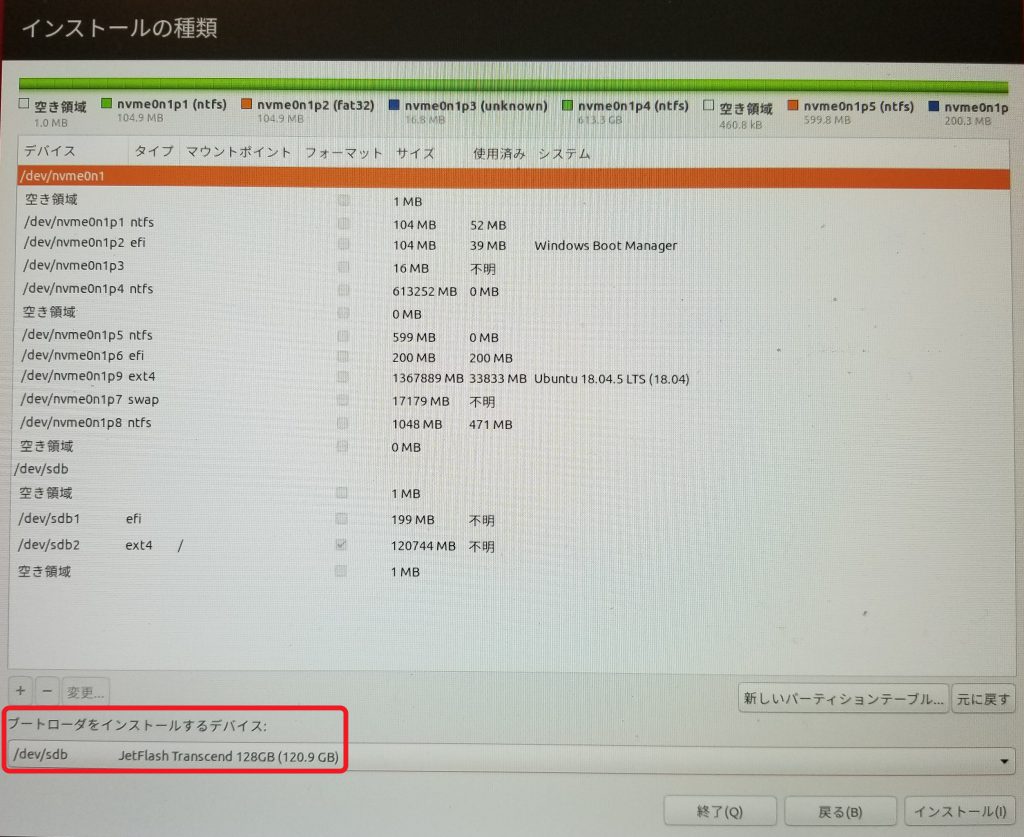 インストールの種類
空き領域 nvme0n1p1 (ntfs) nvme0n1p2 (fat32) nvme0n1p3 (unknown) nvme0n1p4 (ntfs) 空き領域 nvme0n1p5 (ntfs) nvme0n1p
1.0 MB 104.9 MB 104.9 MB 16.8 MB 613.3 GB 460.8 kB 599.8 MB 200.3 MB
デバイス タイプ マウントポイント フォーマット サイズ 使用済み システム
/dev/nvme0n1
空き領域 1 MB
/dev/nvme0n1p1 ntfs 104 MB 52 MB
/dev/nvme0n1p2 efi 104 MB 39 MB Windows Boot Manager
/dev/nvme0n1p3 16 MB 不明
/dev/nvme0n1p4 ntfs 613252 MB 0 MB
空き領域 0 MB
/dev/nvme0n1p5 ntfs 599 MB 0 MB
/dev/nvme0n1p6 efi 200 MB 200 MB
/dev/nvme0n1p9 ext4 1367889 MB 33833 MB Ubuntu 18.04.5 LTS (18.04)
/dev/nvme0n1p7 swap 17179 MB 不明
/dev/nvme0n1p8 ntfs 1048 MB 471 MB
空き領域 0 MB
/dev/sdb
空き領域 1 MB
/dev/sdb1 efi 199 MB 不明
/dev/sdb2 ext4 / 120744 MB 不明
空き領域 1 MB
+ − 変更... 新しいパーティションテーブル... 元に戻す
ブートローダをインストールするデバイス:
/dev/sdb JetFlash Transcend 128GB (120.9 GB)
終了(Q) 戻る(B) インストール(I)